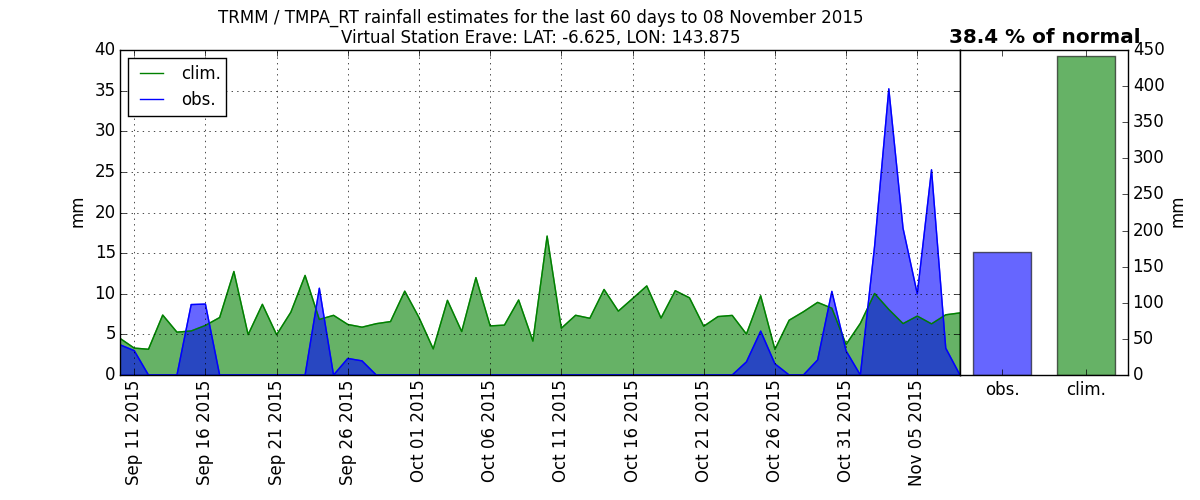 TRMM / TMPA_RT rainfall estimates for the last 60 days to 08 November 2015
Virtual Station Erave: LAT: -6.625, LON: 143.875
38.4 % of normal
clim.
obs.
mm
40
35
30
25
20
15
10
5
0
Sep 11 2015
Sep 16 2015
Sep 21 2015
Sep 26 2015
Oct 01 2015
Oct 06 2015
Oct 11 2015
Oct 16 2015
Oct 21 2015
Oct 26 2015
Oct 31 2015
Nov 05 2015
obs.
clim.
450
400
350
300
250
200
150
100
50
0
mm